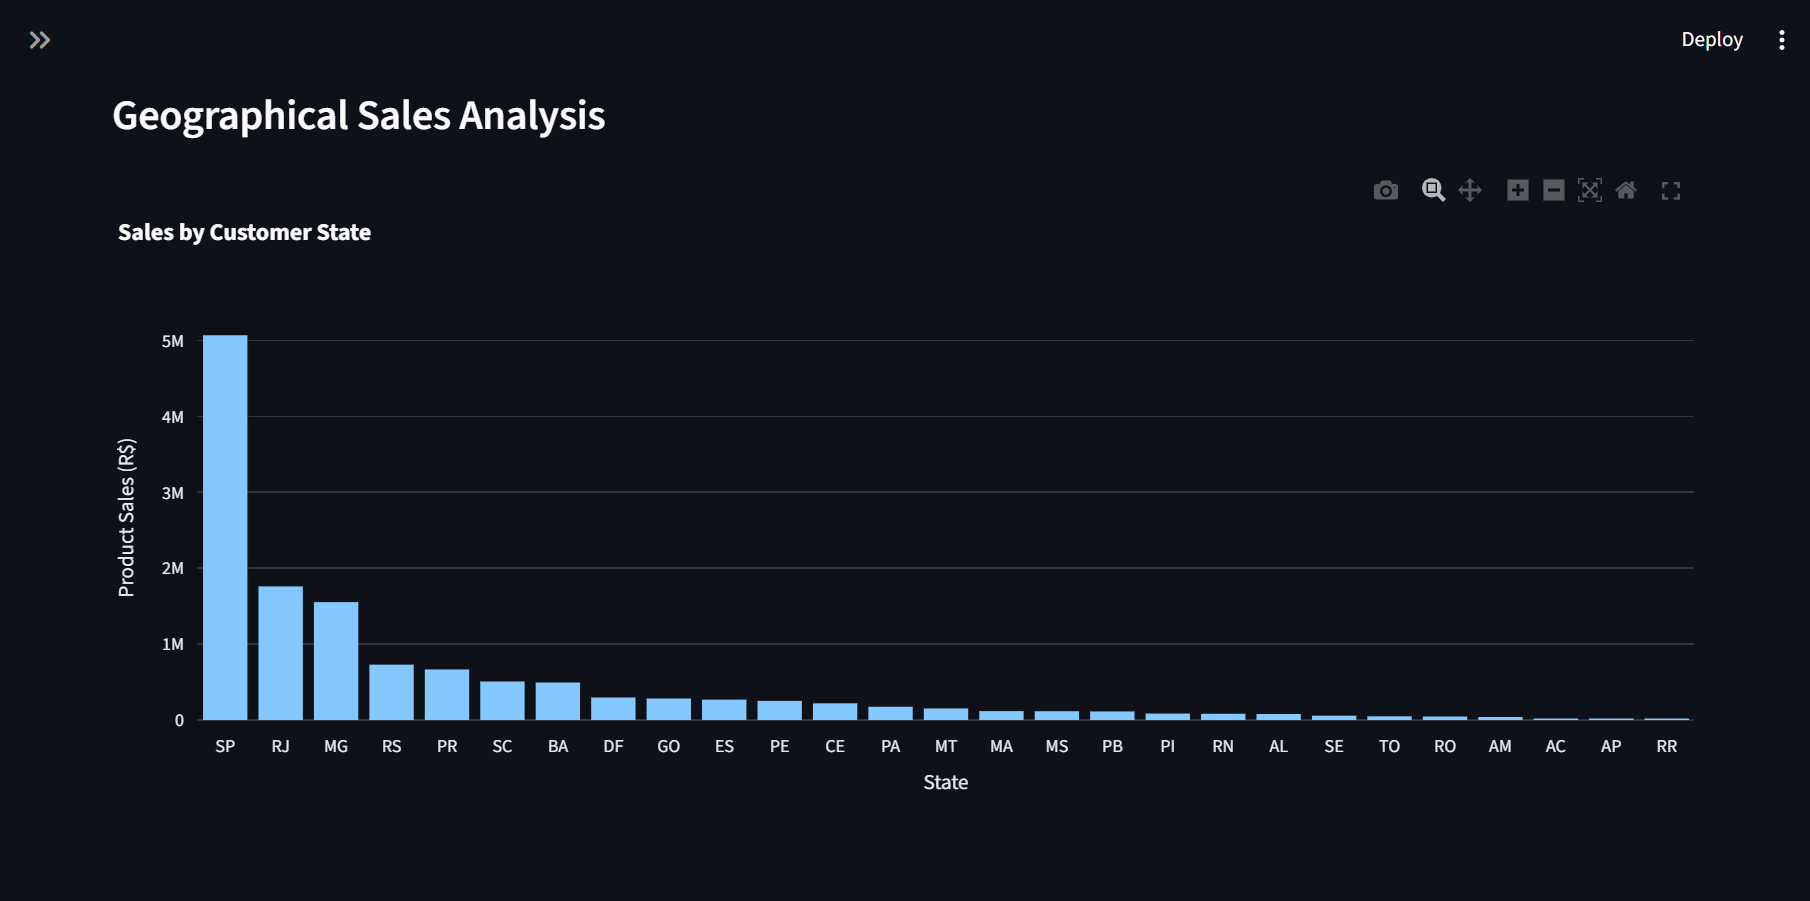 Deploy
Geographical Sales Analysis
Sales by Customer State
Product Sales (R$)
5M
4M
3M
2M
1M
0
SP RJ MG RS PR SC BA DF GO ES PE CE PA MT MA MS PB PI RN AL SE TO RO AM AC AP RR
State